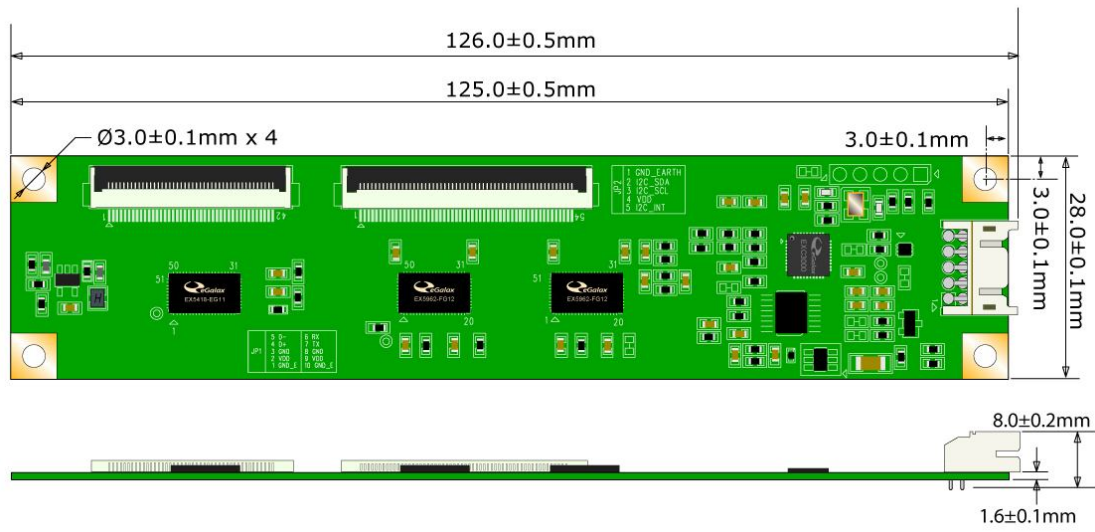 126.0±0.5mm
125.0±0.5mm
Ø3.0±0.1mm x 4
3.0±0.1mm
1 42
1 54
JP2
1 GND_EARTH
2 I2C_SDA
3 I2C_SCL
4 VDD
5 I2C_INT
3.0±0.1mm
28.0±0.1mm
50 31
51
eGalax
EX5416-EG11
1
50 31
eGalax
EX5962-FG12
20
51 31
eGalax
EX5962-FG12
1 20
eGalax
JP1
5 D- 6 RX
4 D+ 7 TX
3 GND 8 GND
2 VDD 9 VDD
1 GND_E 10 GND_E
8.0±0.2mm
1.6±0.1mm